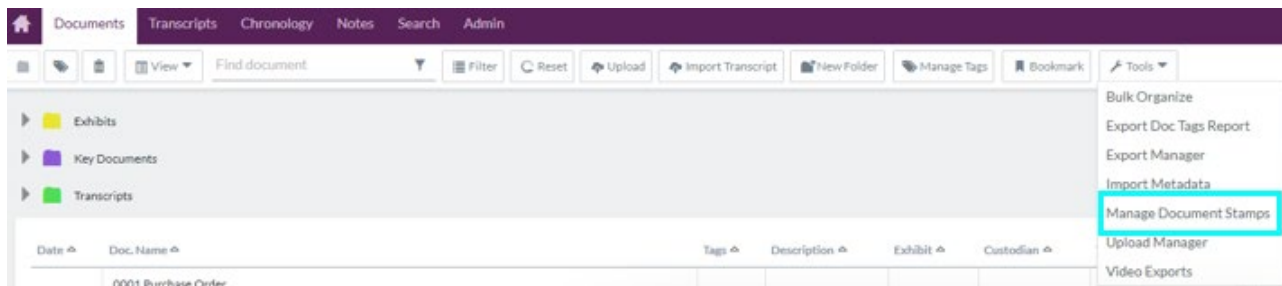 Documents Transcripts Chronology Notes Search Admin
View Find document Filter Reset Upload Import Transcript New Folder Manage Tags Bookmark Tools
Bulk Organize
Exhibits
Export Doc Tags Report
Key Documents
Export Manager
Import Metadata
Transcripts
Manage Document Stamps
Date Doc. Name Tags Description Exhibit Custodian
Upload Manager
Video Exports
0001 Purchase Order